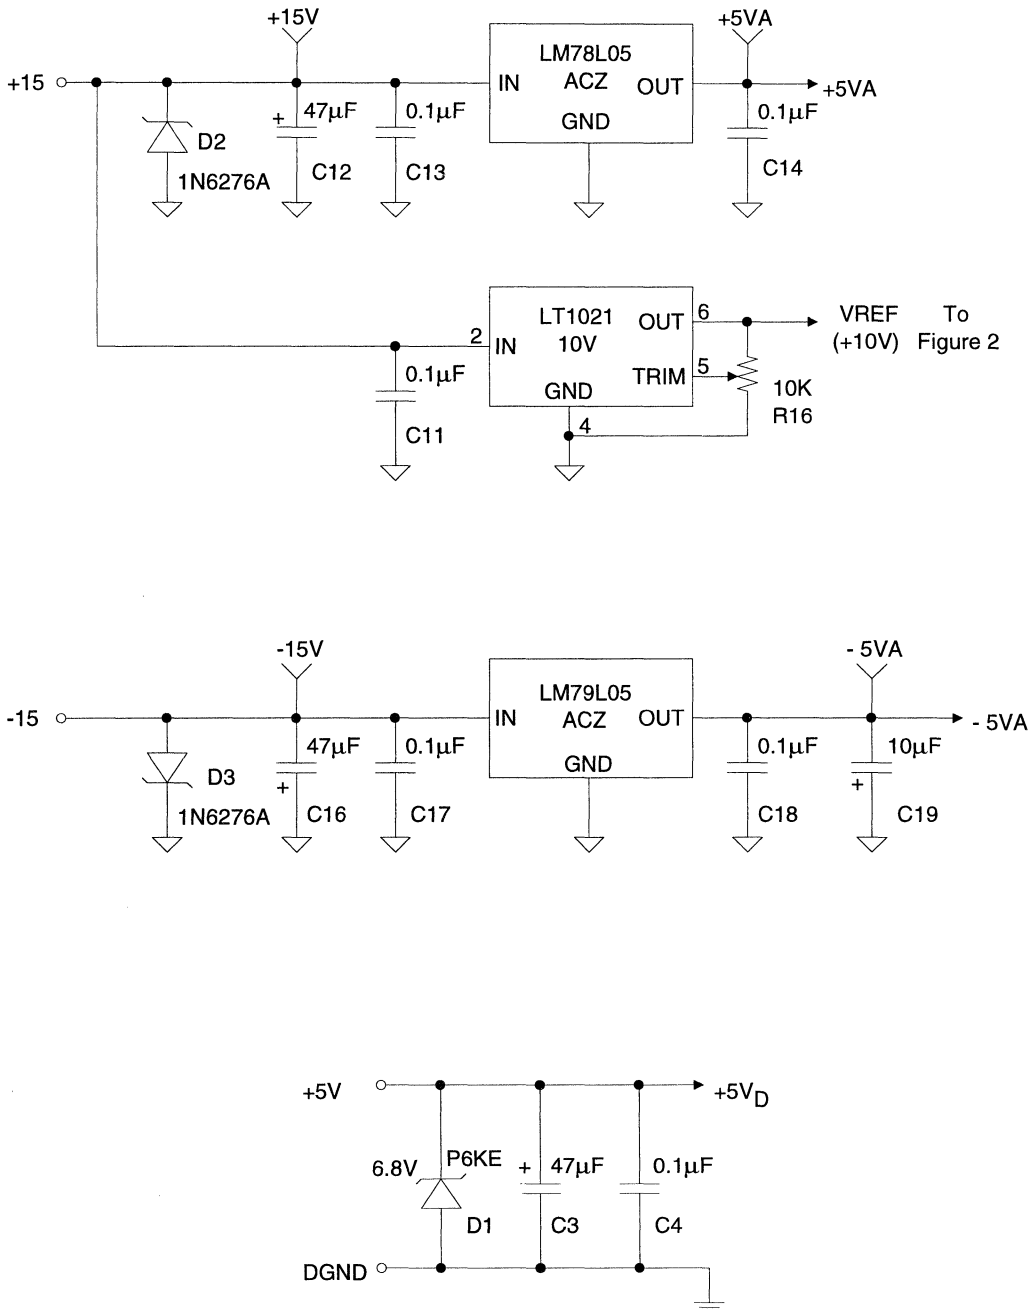 +15V
+5VA
+15
LM78L05
ACZ
IN
OUT
GND
+5VA
+
47µF
0.1µF
0.1µF
D2
1N6276A
C12
C13
C14
LT1021
10V
2
IN
OUT
6
TRIM
5
GND
4
VREF
(+10V)
To
Figure 2
10K
R16
0.1µF
C11
-15V
- 5VA
-15
LM79L05
ACZ
IN
OUT
GND
- 5VA
47µF
0.1µF
0.1µF
10µF
D3
+
+
1N6276A
C16
C17
C18
C19
+5V
+5VD
6.8V
P6KE
+
47µF
0.1µF
D1
C3
C4
DGND